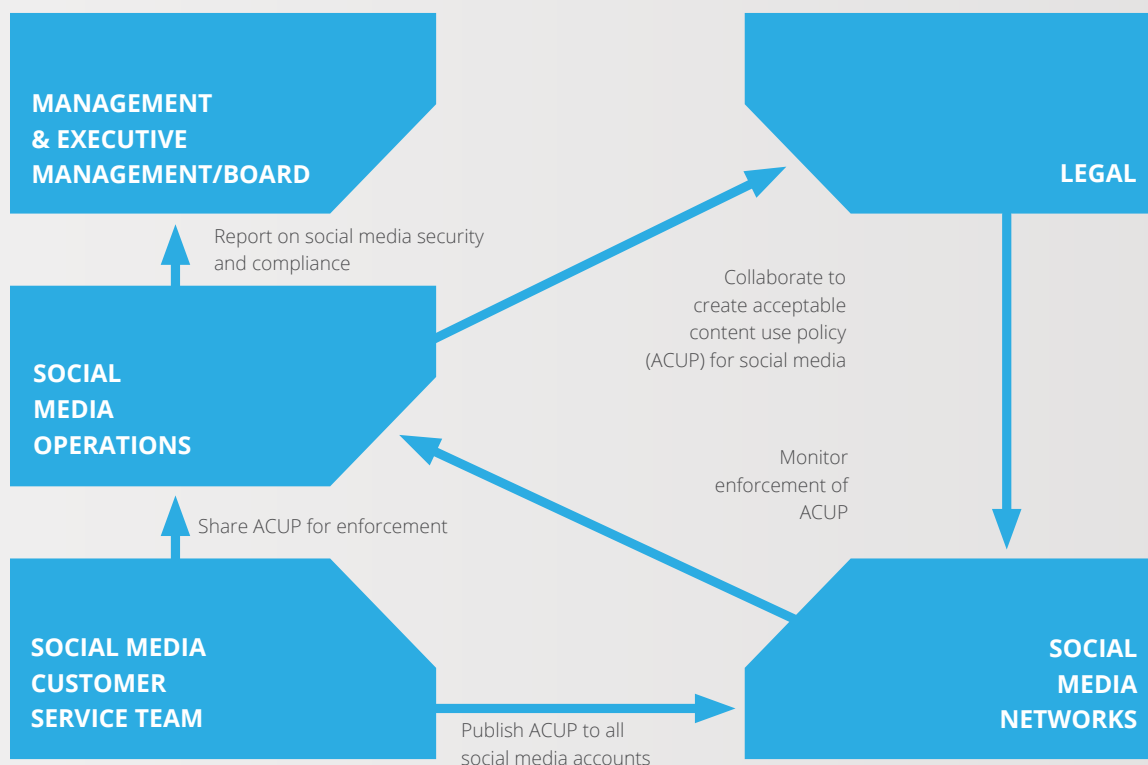 MANAGEMENT
& EXECUTIVE
MANAGEMENT/BOARD
LEGAL
Report on social media security
and compliance
Collaborate to
create acceptable
content use policy
(ACUP) for social media
SOCIAL
MEDIA
OPERATIONS
Monitor
enforcement of
ACUP
Share ACUP for enforcement
SOCIAL MEDIA
CUSTOMER
SERVICE TEAM
SOCIAL
MEDIA
NETWORKS
Publish ACUP to all
social media accounts